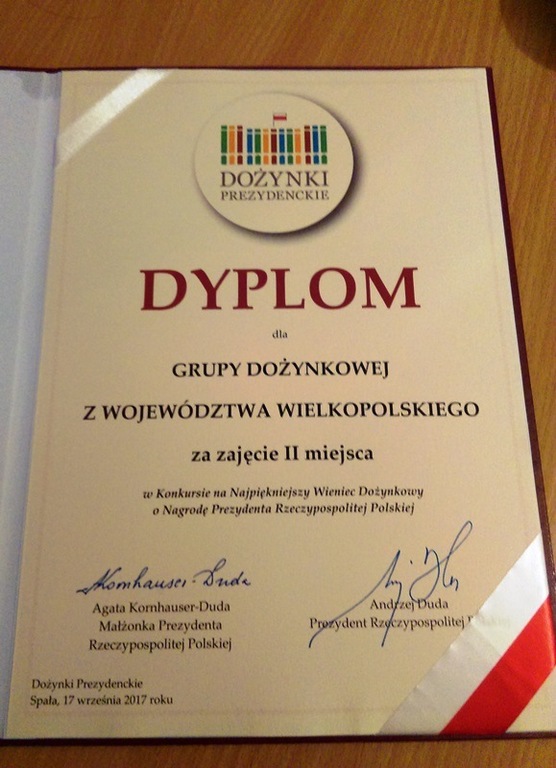 DOŻYNKI
PREZYDENCKIE
DYPLOM
dla
GRUPY DOŻYNKOWEJ
Z WOJEWÓDZTWA WIELKOPOLSKIEGO
za zajęcie II miejsca
w Konkursie na Najpiękniejszy Wieniec Dożynkowy
o Nagrodę Prezydenta Rzeczypospolitej Polskiej
AKornhauser-Duda
Agata Kornhauser-Duda
Małżonka Prezydenta
Rzeczypospolitej Polskiej
Andrzej Duda
Prezydent Rzeczypospolitej
Dożynki Prezydenckie
Spała, 17 września 2017 roku